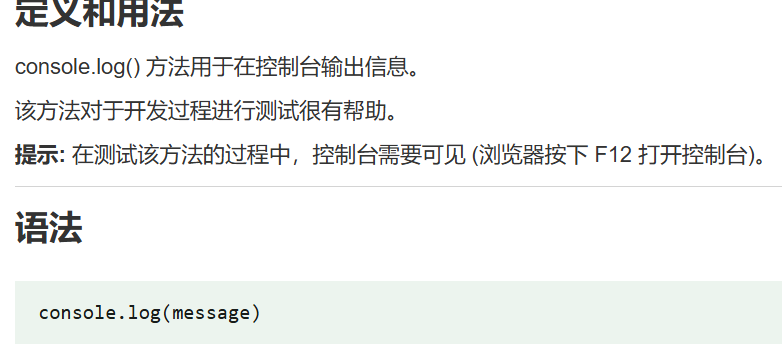 定义和用法
console.log() 方法用于在控制台输出信息。
该方法对于开发过程进行测试很有帮助。
提示: 在测试该方法的过程中，控制台需要可见 (浏览器按下 F12 打开控制台)。
语法
console.log(message)